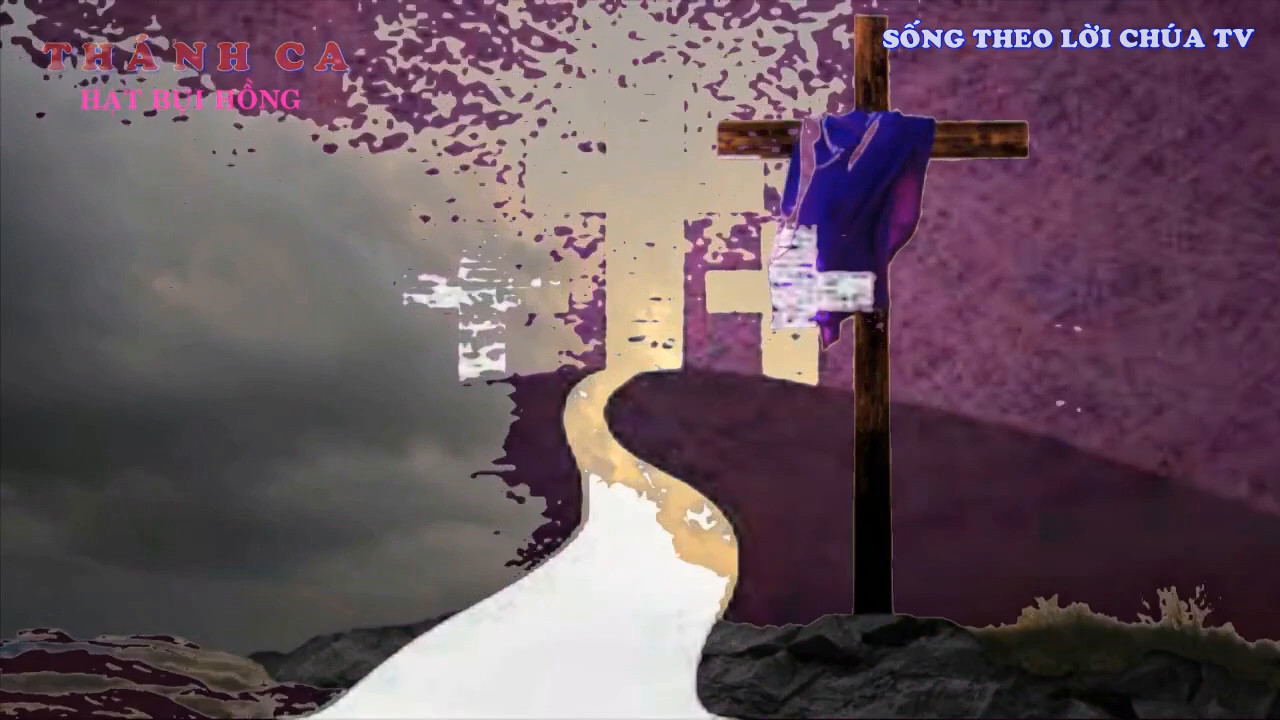 THÁNH CA
HẠT BỤI HỒNG
SỐNG THEO LỜI CHÚA TV